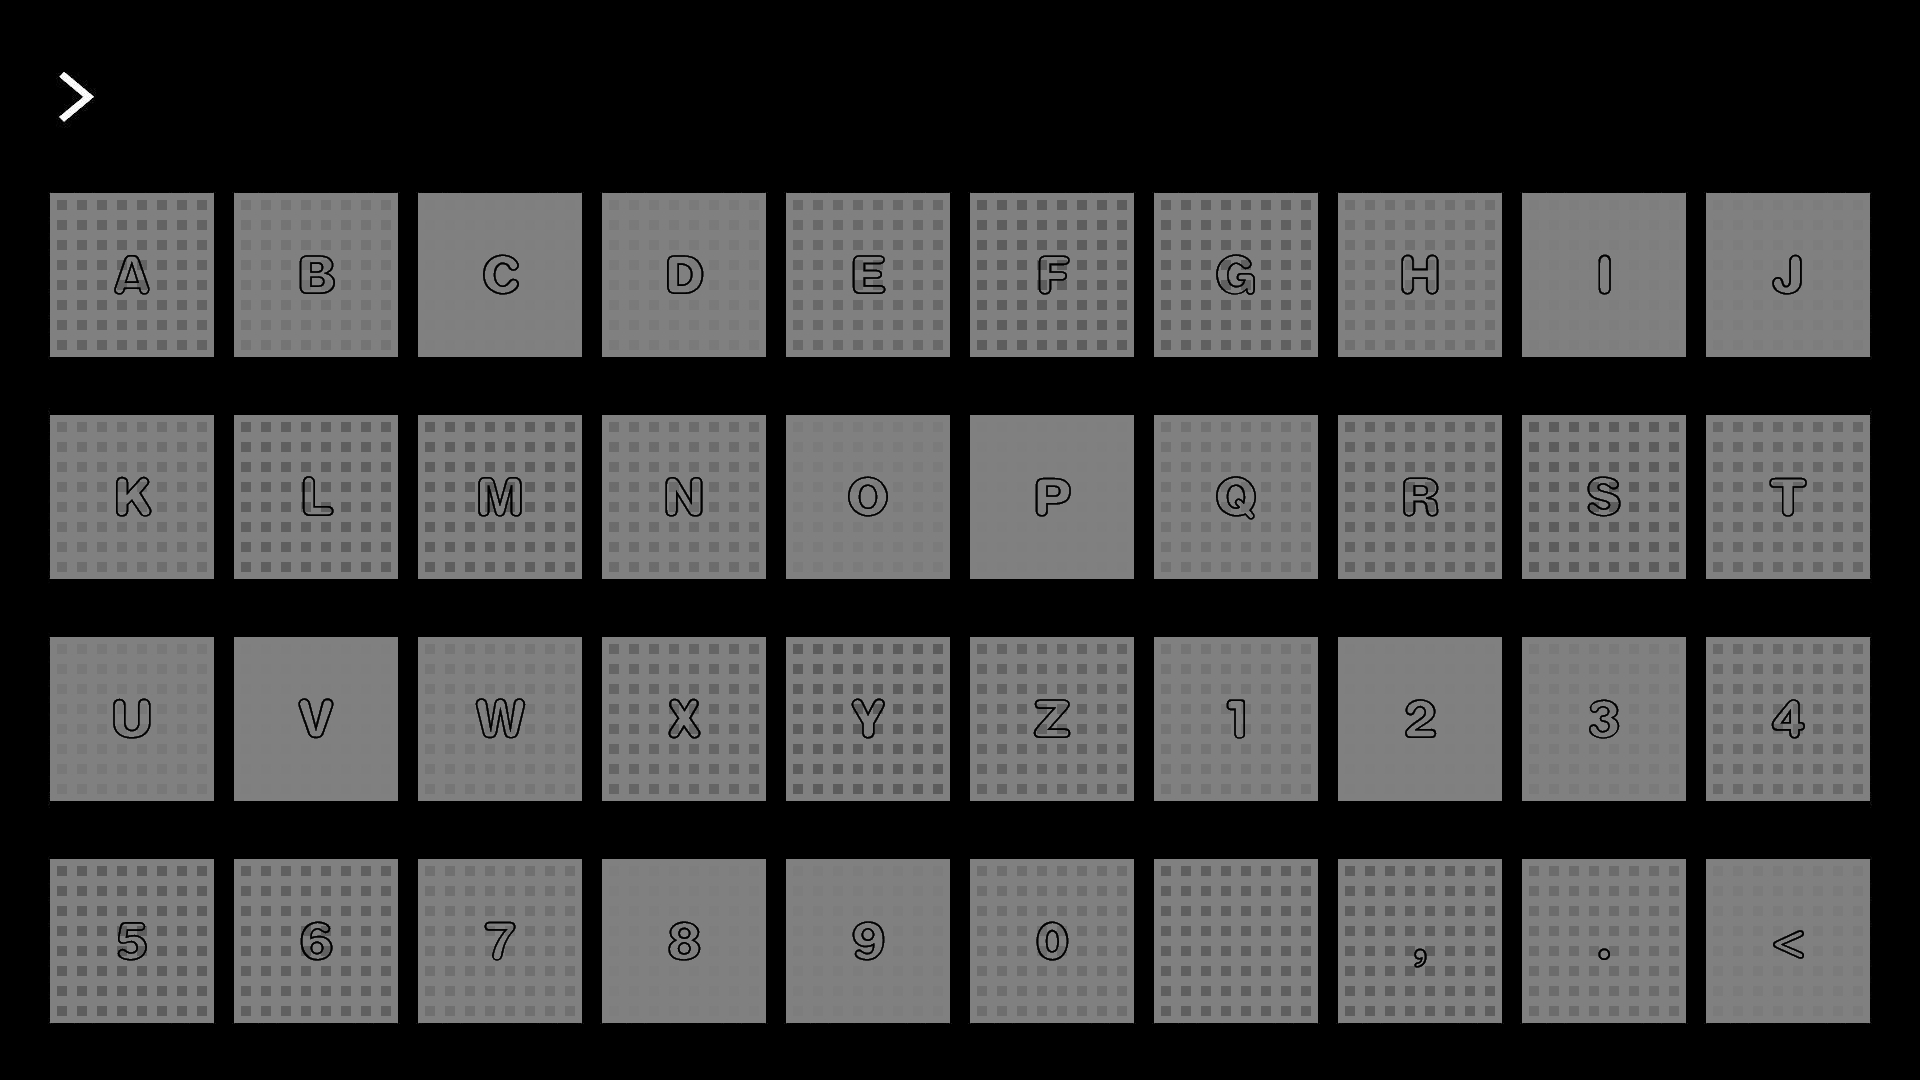 >
A B C D E F G H I J
K L M N O P Q R S T
U V W X Y Z 1 2 3 4
5 6 7 8 9 0 , . <